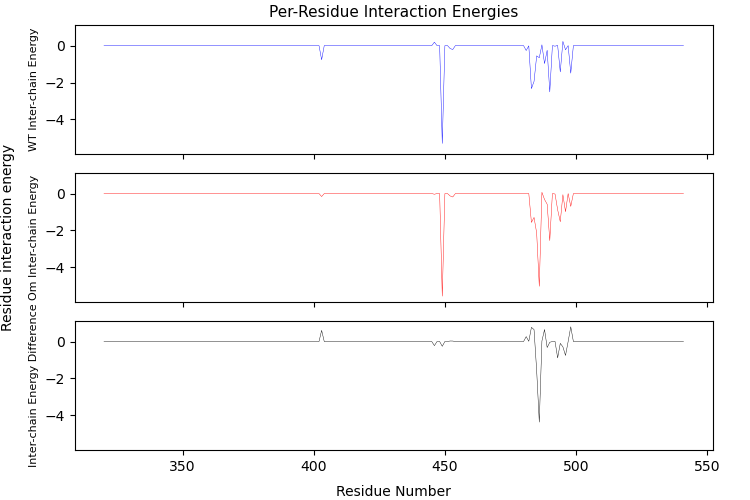 Per-Residue Interaction Energies
Residue interaction energy
WT Inter-chain Energy
0
−2
−4
Om Inter-chain Energy
0
−2
−4
Inter-chain Energy Difference
0
−2
−4
350
400
450
500
550
Residue Number